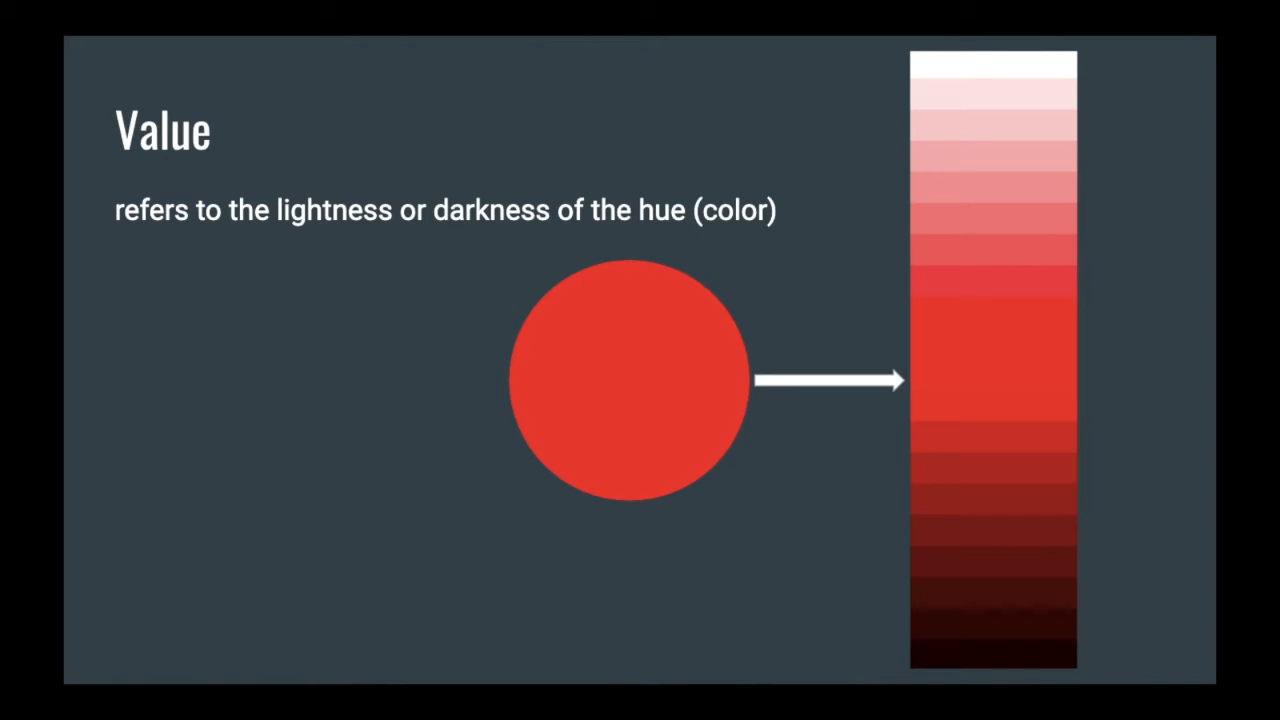 Value
refers to the lightness or darkness of the hue (color)